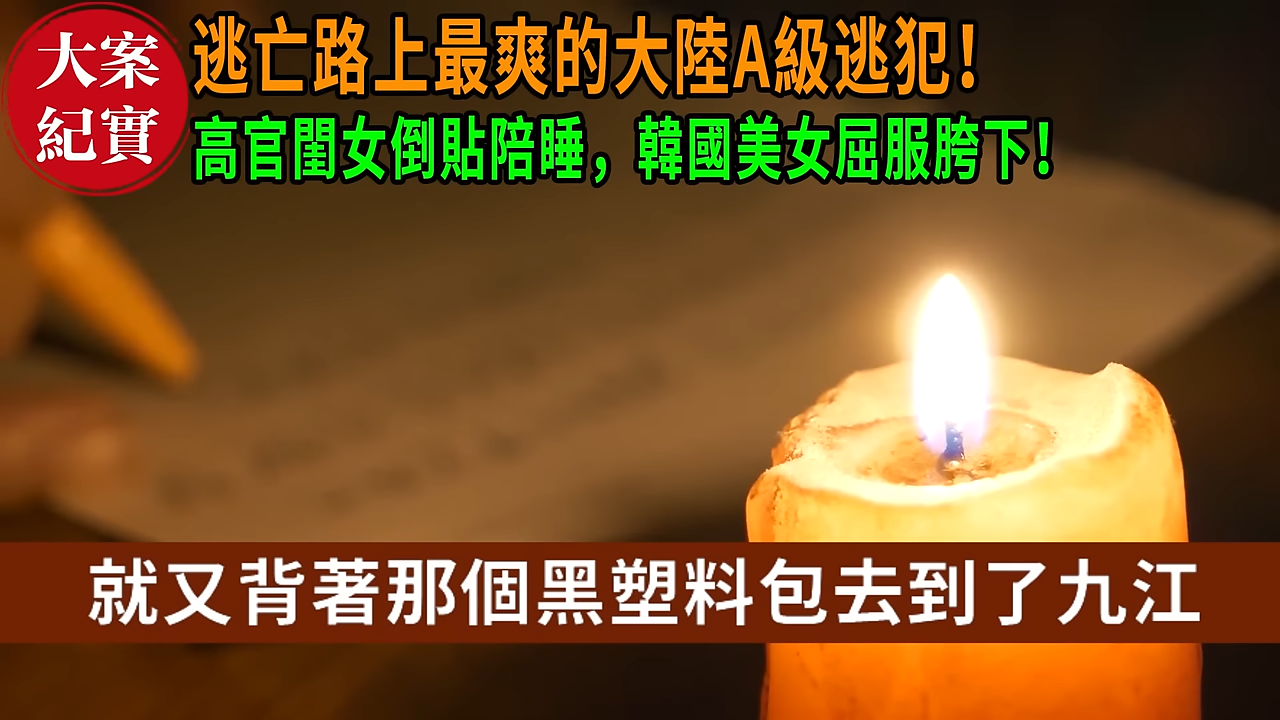 大案
紀實
逃亡路上最爽的大陸A級逃犯！
高官閨女倒貼陪睡，韓國美女屈服胯下！
就又背著那個黑塑料包去到了九江